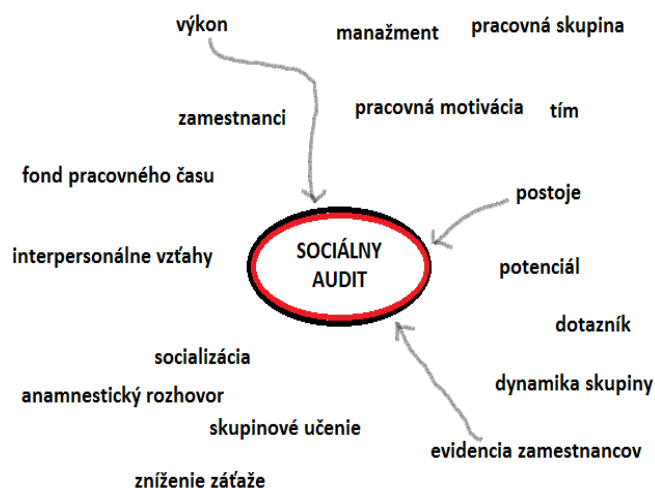 výkon
manažment
pracovná skupina
zamestnanci
pracovná motivácia
tím
fond pracovného času
postoje
interpersonálne vzťahy
SOCIÁLNY
AUDIT
potenciál
dotazník
socializácia
anamnestický rozhovor
dynamika skupiny
skupinové učenie
evidencia zamestnancov
zníženie záťaže